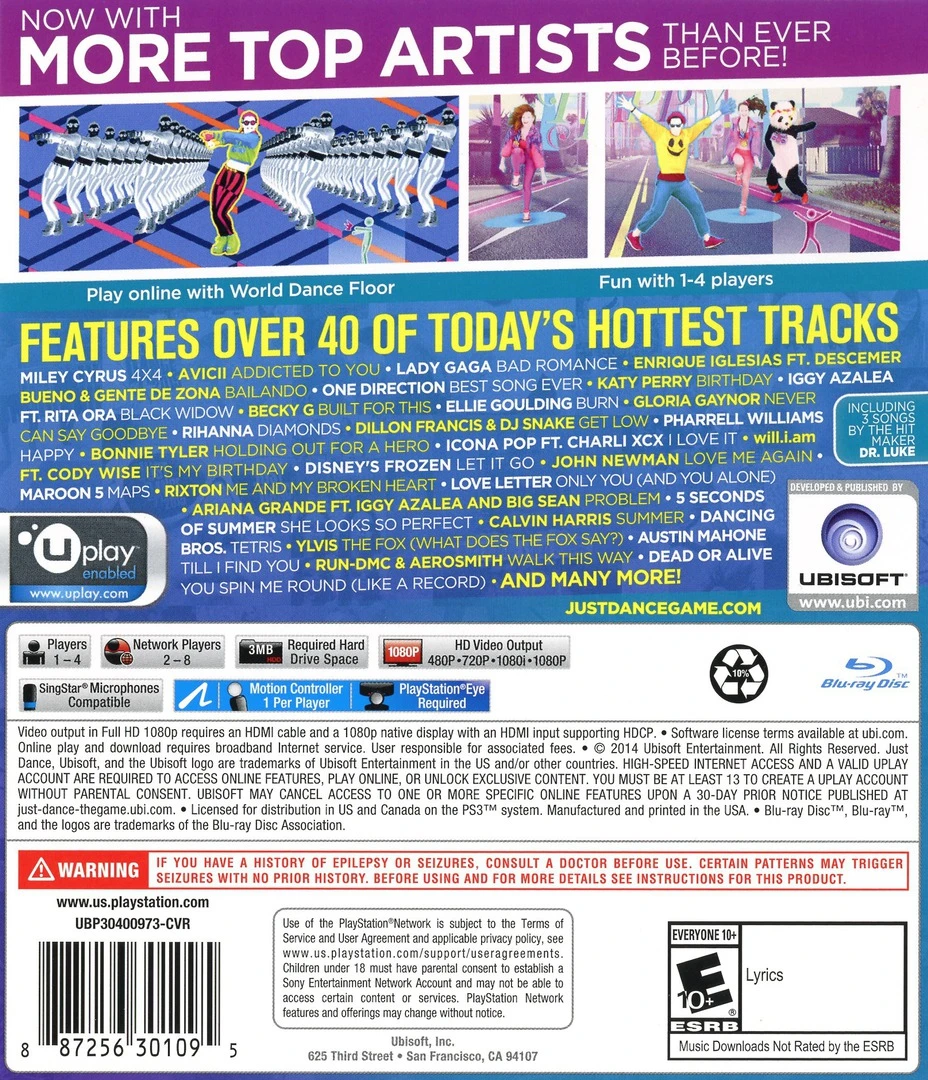 NOW WITH
MORE TOP ARTISTS
THAN EVER
BEFORE!
Play online with World Dance Floor
Fun with 1-4 players
FEATURES OVER 40 OF TODAY'S HOTTEST TRACKS
MILEY CYRUS 4X4 • AVICII ADDICTED TO YOU • LADY GAGA BAD ROMANCE • ENRIQUE IGLESIAS FT. DESCEMER
BUENO & GENTE DE ZONA BAILANDO • ONE DIRECTION BEST SONG EVER • KATY PERRY BIRTHDAY • IGGY AZALEA
FT. RITA ORA BLACK WIDOW • BECKY G BUILT FOR THIS • ELLIE GOULDING BURN • GLORIA GAYNOR NEVER
CAN SAY GOODBYE • RIHANNA DIAMONDS • DILLON FRANCIS & DJ SNAKE GET LOW • PHARRELL WILLIAMS
HAPPY • BONNIE TYLER HOLDING OUT FOR A HERO • ICONA POP FT. CHARLI XCX I LOVE IT • will.i.am
FT. CODY WISE IT'S MY BIRTHDAY • DISNEY'S FROZEN LET IT GO • JOHN NEWMAN LOVE ME AGAIN •
MAROON 5 MAPS • RIXTON ME AND MY BROKEN HEART • LOVE LETTER ONLY YOU (AND YOU ALONE)
• ARIANA GRANDE FT. IGGY AZALEA AND BIG SEAN PROBLEM • 5 SECONDS
OF SUMMER SHE LOOKS SO PERFECT • CALVIN HARRIS SUMMER • DANCING
BROS. TETRIS • YLVIS THE FOX (WHAT DOES THE FOX SAY?) • AUSTIN MAHONE
TILL I FIND YOU • RUN-DMC & AEROSMITH WALK THIS WAY • DEAD OR ALIVE
YOU SPIN ME ROUND (LIKE A RECORD) • AND MANY MORE!
INCLUDING
3 SONGS
BY THE HIT
MAKER
DR. LUKE
uplay
enabled
www.uplay.com
DEVELOPED & PUBLISHED BY
UBISOFT®
www.ubi.com
JUSTDANCEGAME.COM
Players
1 – 4
Network Players
2 – 8
3MB
HDD
Required Hard
Drive Space
1080P
HD Video Output
480P•720P•1080i•1080P
SingStar® Microphones
Compatible
Motion Controller
1 Per Player
PlayStation®Eye
Required
10%
Blu-ray Disc™
Video output in Full HD 1080p requires an HDMI cable and a 1080p native display with an HDMI input supporting HDCP. • Software license terms available at ubi.com.
Online play and download requires broadband Internet service. User responsible for associated fees. • © 2014 Ubisoft Entertainment. All Rights Reserved. Just
Dance, Ubisoft, and the Ubisoft logo are trademarks of Ubisoft Entertainment in the US and/or other countries. HIGH-SPEED INTERNET ACCESS AND A VALID UPLAY
ACCOUNT ARE REQUIRED TO ACCESS ONLINE FEATURES, PLAY ONLINE, OR UNLOCK EXCLUSIVE CONTENT. YOU MUST BE AT LEAST 13 TO CREATE A UPLAY ACCOUNT
WITHOUT PARENTAL CONSENT. UBISOFT MAY CANCEL ACCESS TO ONE OR MORE SPECIFIC ONLINE FEATURES UPON A 30-DAY PRIOR NOTICE PUBLISHED AT
just-dance-thegame.ubi.com. • Licensed for distribution in US and Canada on the PS3™ system. Manufactured and printed in the USA. • Blu-ray Disc™, Blu-ray™,
and the logos are trademarks of the Blu-ray Disc Association.
WARNING
IF YOU HAVE A HISTORY OF EPILEPSY OR SEIZURES, CONSULT A DOCTOR BEFORE USE. CERTAIN PATTERNS MAY TRIGGER
SEIZURES WITH NO PRIOR HISTORY. BEFORE USING AND FOR MORE DETAILS SEE INSTRUCTIONS FOR THIS PRODUCT.
www.us.playstation.com
UBP30400973-CVR
8 87256 30109 5
Use of the PlayStation®Network is subject to the Terms of
Service and User Agreement and applicable privacy policy, see
www.us.playstation.com/support/useragreements.
Children under 18 must have parental consent to establish a
Sony Entertainment Network Account and may not be able to
access certain content or services. PlayStation Network
features and offerings may change without notice.
Ubisoft, Inc.
625 Third Street • San Francisco, CA 94107
EVERYONE 10+
E
10+
®
ESRB
Lyrics
Music Downloads Not Rated by the ESRB